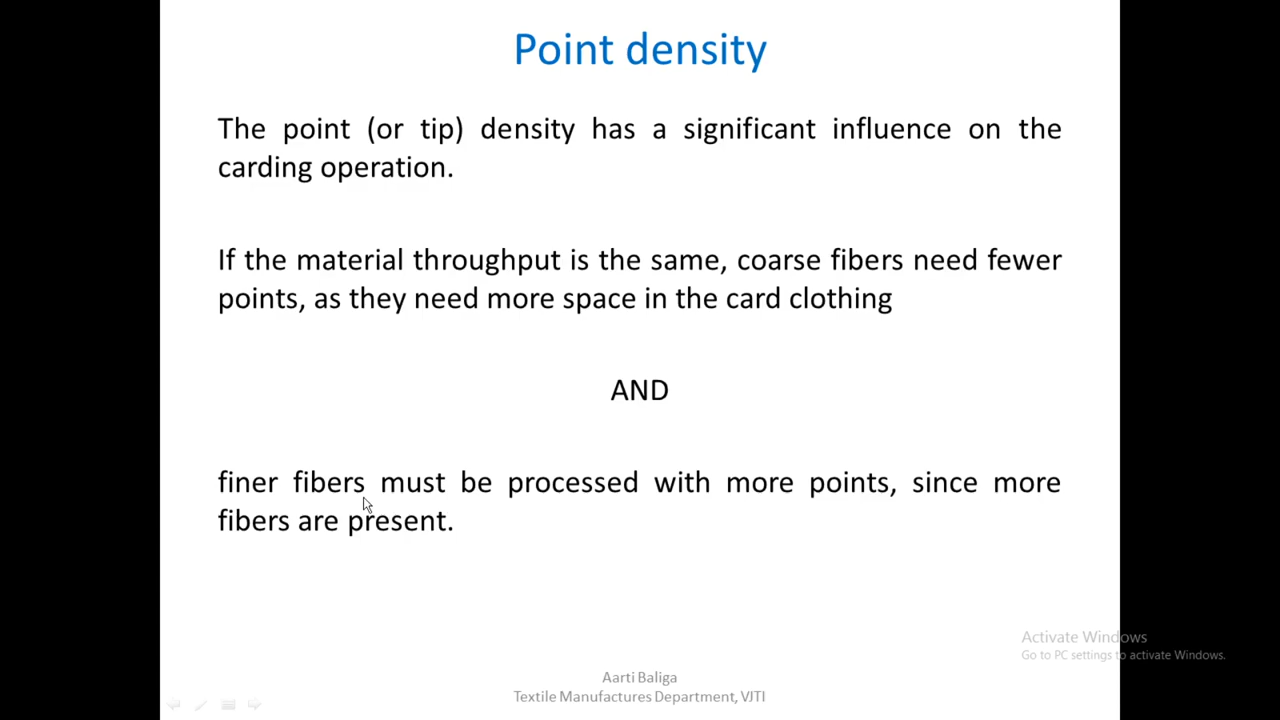 Point density
The point (or tip) density has a significant influence on the
carding operation.
If the material throughput is the same, coarse fibers need fewer
points, as they need more space in the card clothing
AND
finer fibers must be processed with more points, since more
fibers are present.
Activate Windows
Go to PC settings to activate Windows.
Aarti Baliga
Textile Manufactures Department, VJTI